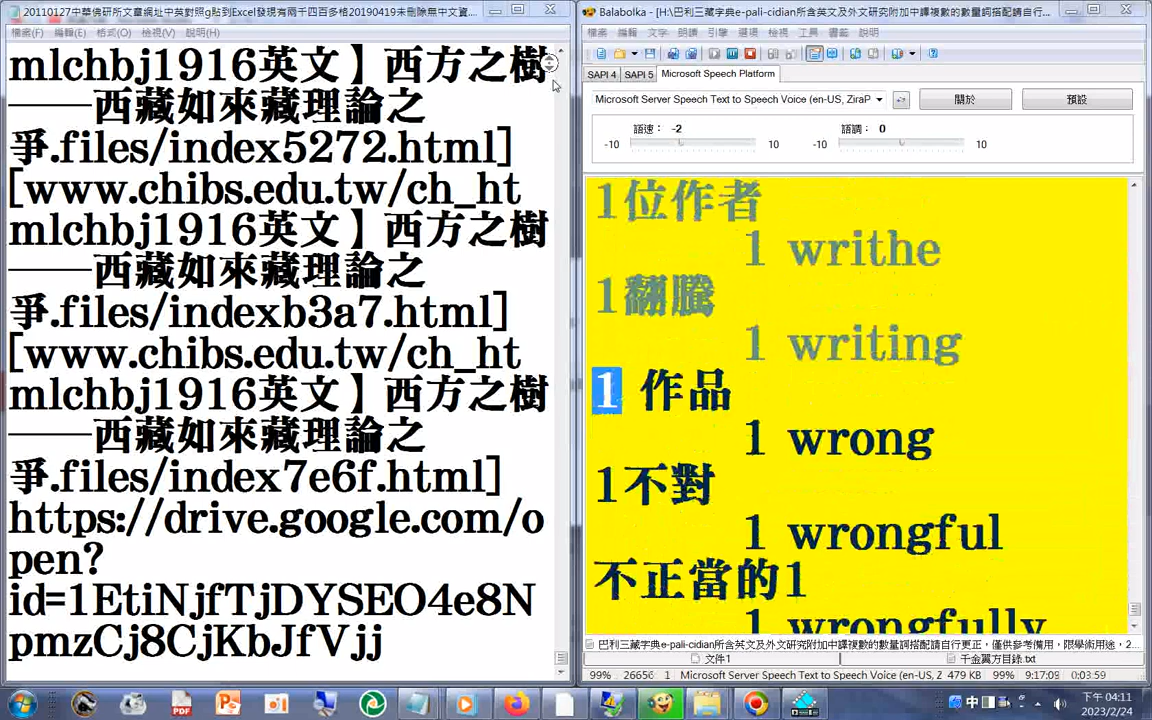 20110127中華佛研所文章網址中英對照g貼到Excel發現有兩千四百多格20190419未刪除無中文資...
檔案(F) 編輯(E) 格式(O) 檢視(V) 說明(H)
mlchbj1916英文】西方之樹
——西藏如來藏理論之
爭.files/index5272.html]
[www.chibs.edu.tw/ch_ht
mlchbj1916英文】西方之樹
——西藏如來藏理論之
爭.files/indexb3a7.html]
[www.chibs.edu.tw/ch_ht
mlchbj1916英文】西方之樹
——西藏如來藏理論之
爭.files/index7e6f.html]
https://drive.google.com/o
pen?
id=1EtiNjfTjDYSEO4e8N
pmzCj8CjKbJfVjj
Balabolka - [H:\巴利三藏字典e-pali-cidian所含英文及外文研究附加中譯複數的數量詞搭配請自行...
檔案 編輯 文字 朗讀 引擎 選項 檢視 工具 書籤 說明
SAPI 4 SAPI 5 Microsoft Speech Platform
Microsoft Server Speech Text to Speech Voice (en-US, ZiraP
關於 預設
語速： -2 語調： 0
-10 10 -10 10
1位作者
1 writhe
1翻騰
1 writing
1 作品
1 wrong
1不對
1 wrongful
不正當的1
1 wrongfully
巴利三藏字典e-pali-cidian所含英文及外文研究附加中譯複數的數量詞搭配請自行更正，僅供參考備用，限學術用途，2...
文件1 千金翼方目錄.txt
99% 26656 1 Microsoft Server Speech Text to Speech Voice (en-US, Z 479 KB 99% 9:17:09 0:03:59
下午 04:11
2023/2/24